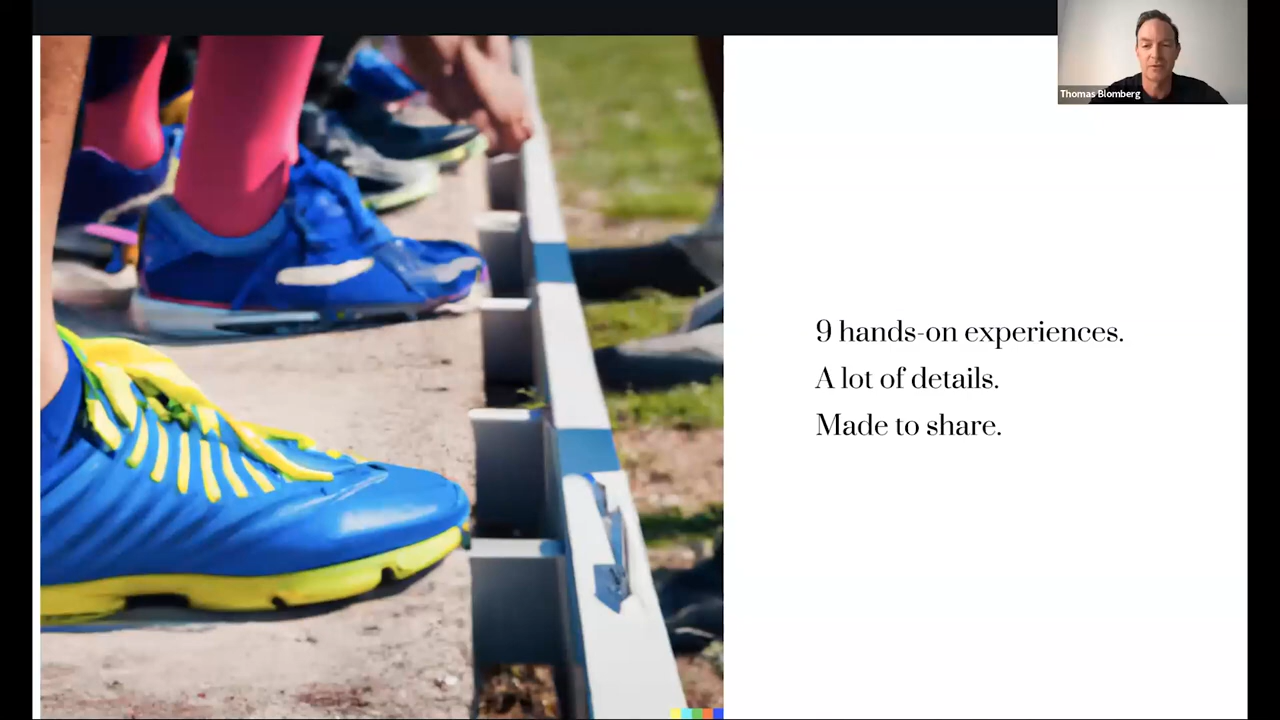 Thomas Blomberg
9 hands-on experiences.
A lot of details.
Made to share.